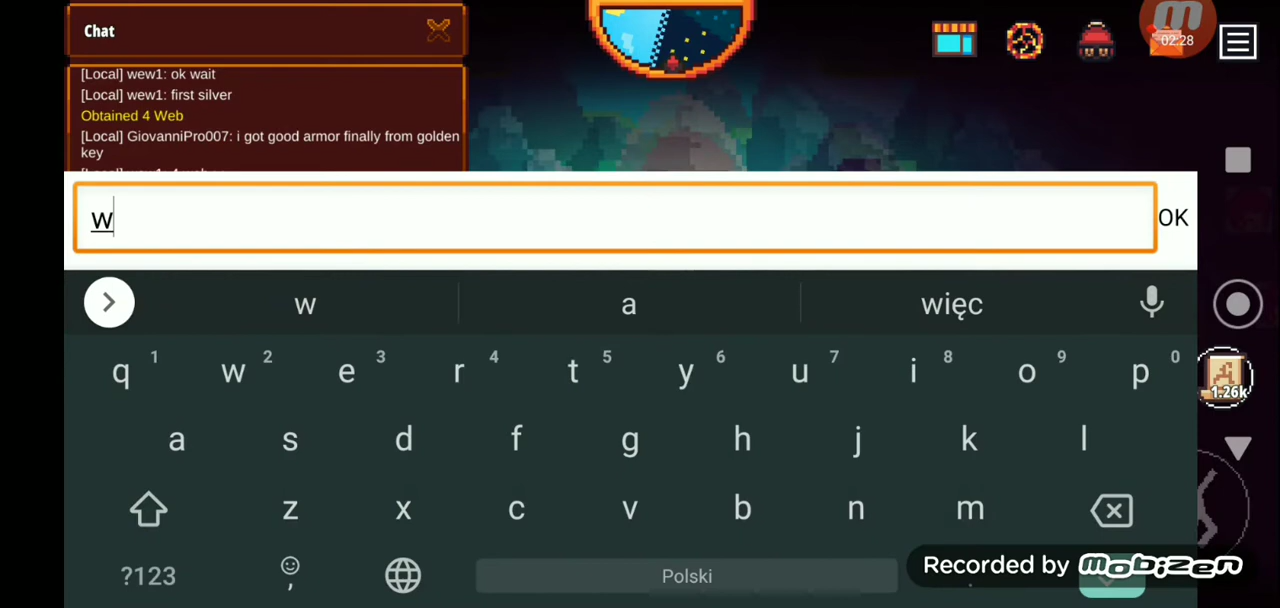 Chat
02:28
[Local] wew1: ok wait
[Local] wew1: first silver
Obtained 4 Web
[Local] GiovanniPro007: i got good armor finally from golden
key
w
OK
w a więc
q 1 w 2 e 3 r 4 t 5 y 6 u 7 i 8 o 9 p 0
1.26k
a s d f g h j k l
z x c v b n m
?123 , Polski .
Recorded by mobizen